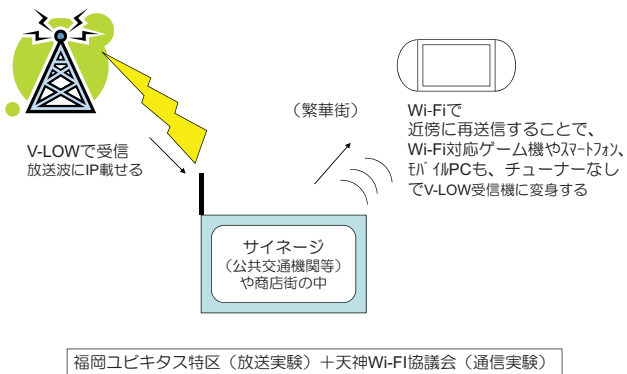 V-LOWで受信
放送波にIP載せる
（繁華街）
Wi-Fiで
近傍に再送信することで、
Wi-Fi対応ゲーム機やｽﾏｰﾄﾌｫﾝ、
ﾓﾊﾞｲﾙPCも、チューナーなし
でV-LOW受信機に変身する
サイネージ
（公共交通機関等）
や商店街の中
福岡ユビキタス特区（放送実験）＋天神Wi-FI協議会（通信実験）